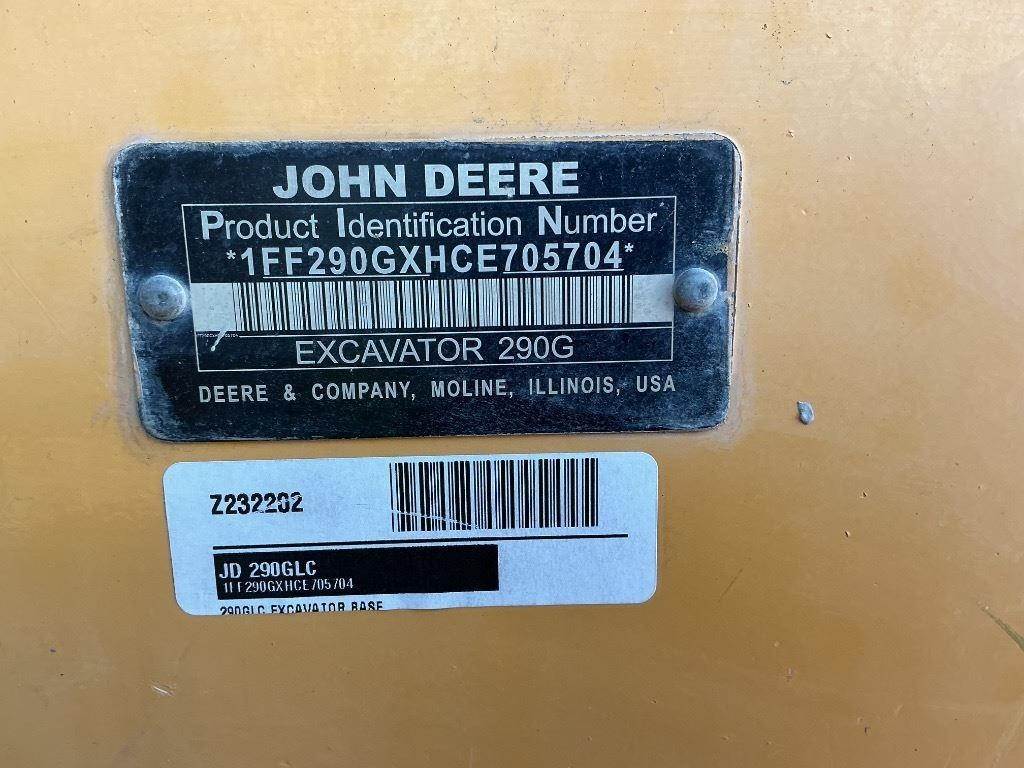 JOHN DEERE
Product Identification Number
*1FF290GXHCE705704*
EXCAVATOR 290G
DEERE & COMPANY, MOLINE, ILLINOIS, USA
Z232202
JD 290GLC
1FF290GXHCE705704
290GLC EXCAVATOR BASE